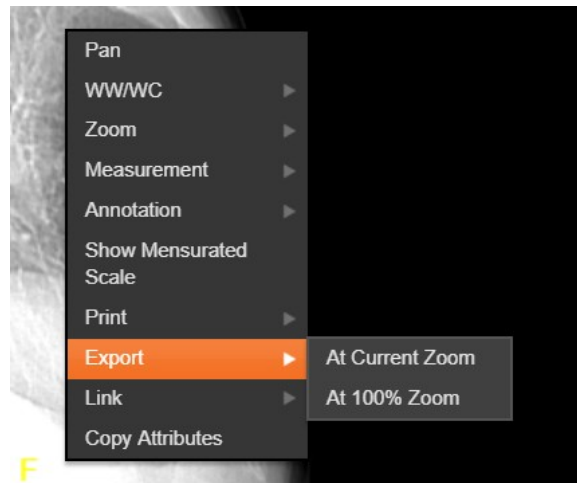 Pan
WW/WC
Zoom
Measurement
Annotation
Show Mensurated
Scale
Print
Export
At Current Zoom
Link
At 100% Zoom
Copy Attributes
F